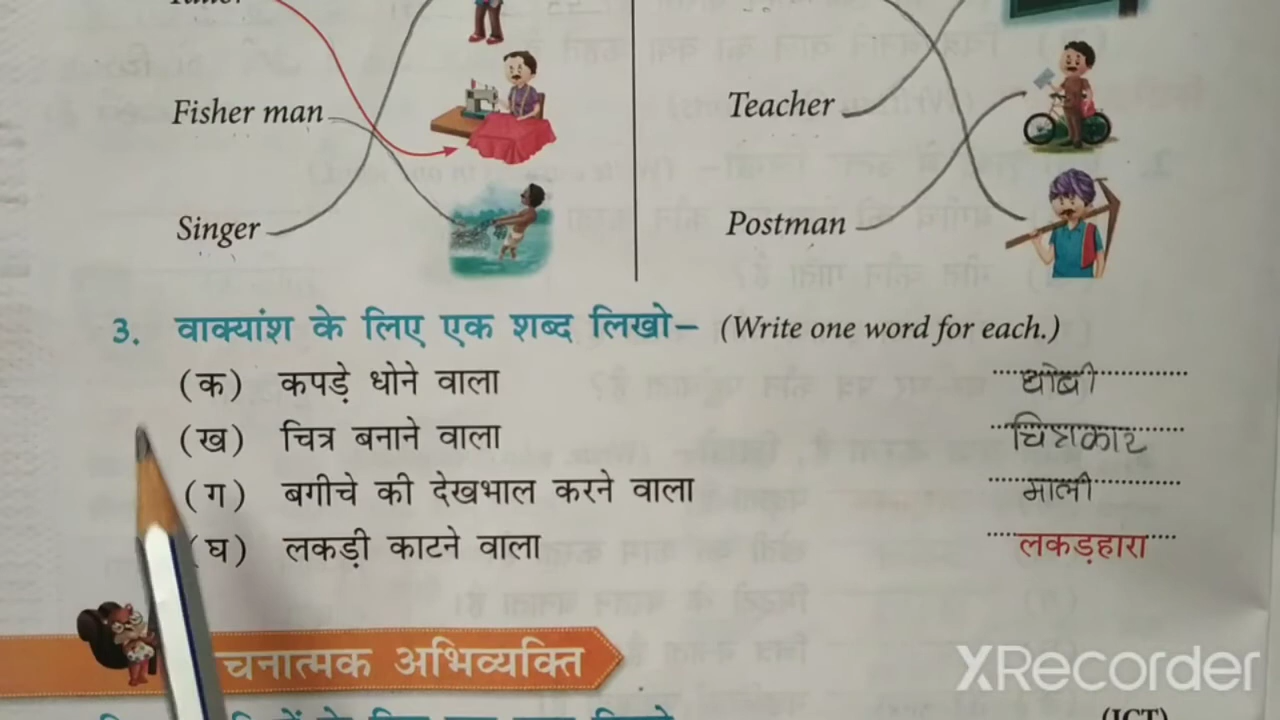 Fisher man
Teacher
Singer
Postman
3. वाक्यांश के लिए एक शब्द लिखो– (Write one word for each.)
(क) कपड़े धोने वाला धोबी
(ख) चित्र बनाने वाला चित्रकार
(ग) बगीचे की देखभाल करने वाला माली
(घ) लकड़ी काटने वाला लकड़हारा
चनात्मक अभिव्यक्ति
XRecorder
(ICT)